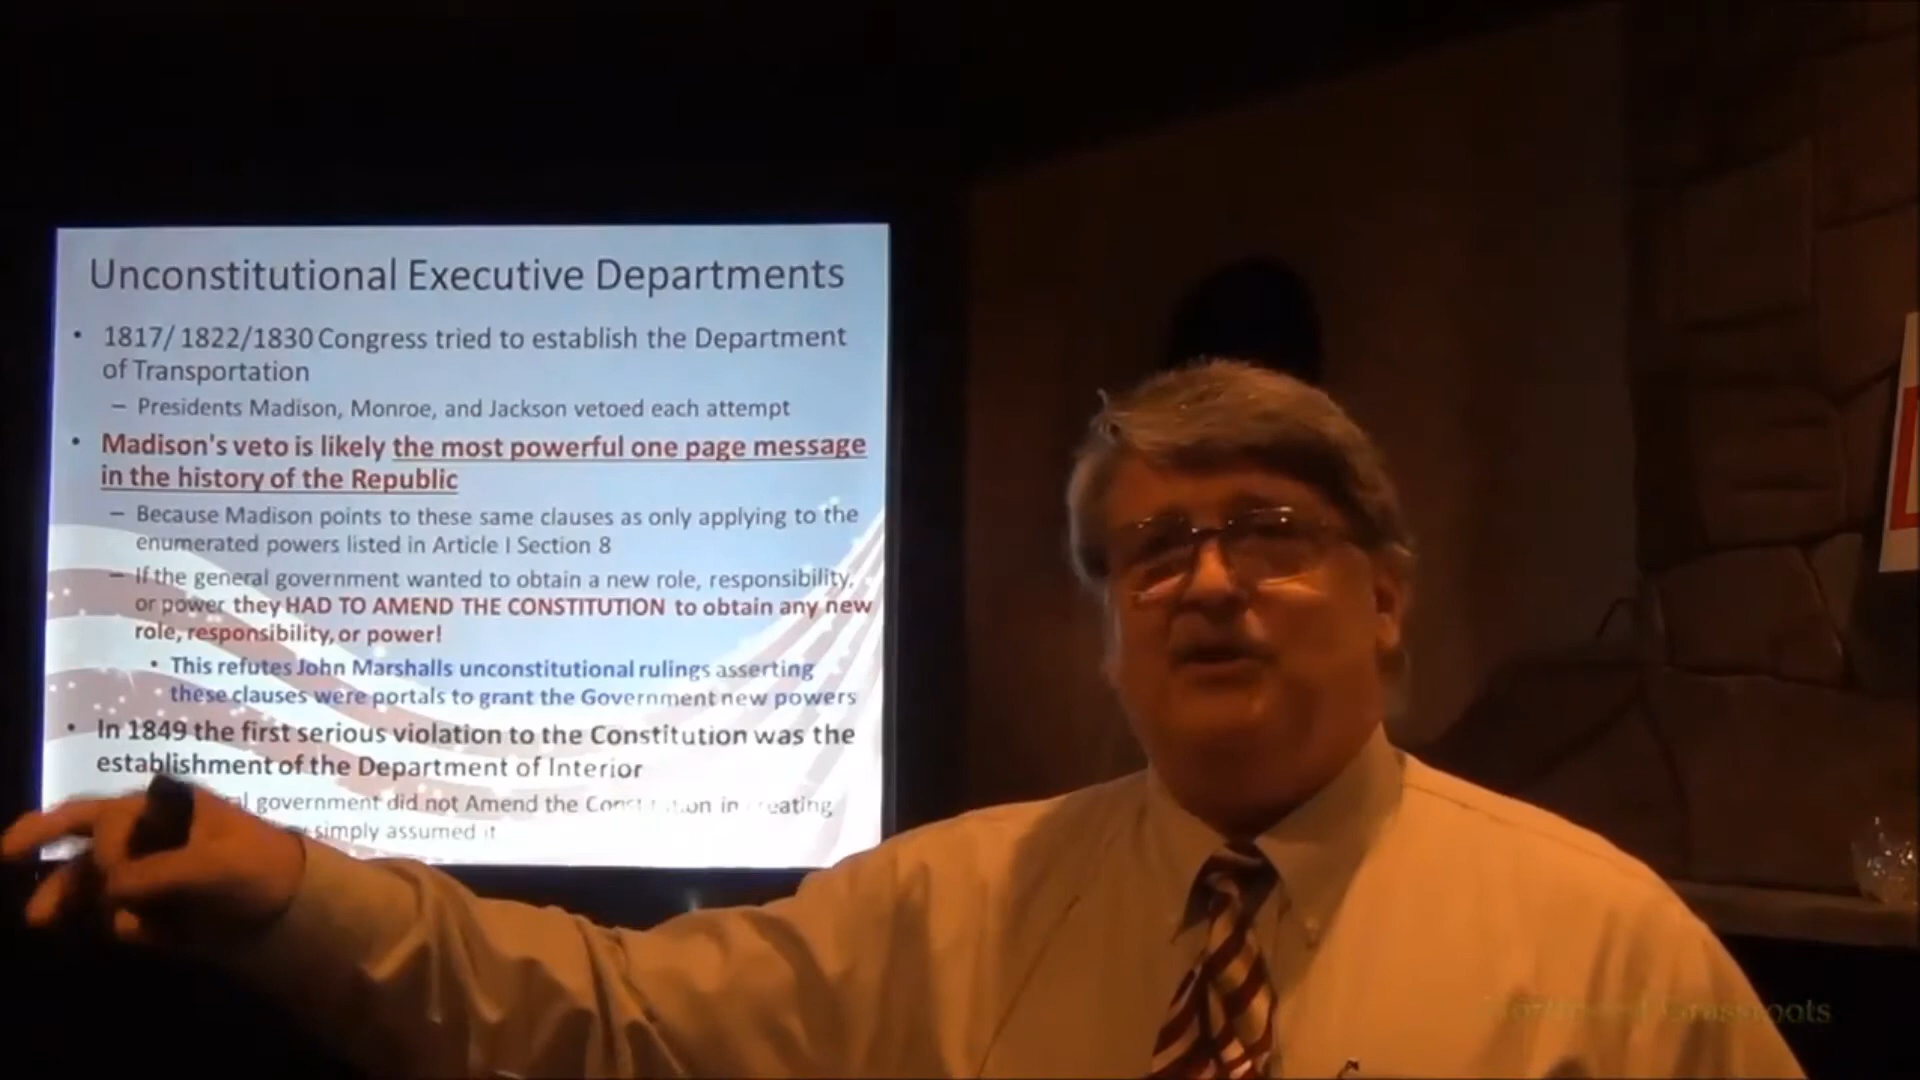 Unconstitutional Executive Departments
• 1817/ 1822/1830 Congress tried to establish the Department
of Transportation
– Presidents Madison, Monroe, and Jackson vetoed each attempt
• Madison's veto is likely the most powerful one page message
in the history of the Republic
– Because Madison points to these same clauses as only applying to the
enumerated powers listed in Article I Section 8
– If the general government wanted to obtain a new role, responsibility,
or power they HAD TO AMEND THE CONSTITUTION to obtain any new
role, responsibility, or power!
• This refutes John Marshalls unconstitutional rulings asserting
these clauses were portals to grant the Government new powers
• In 1849 the first serious violation to the Constitution was the
establishment of the Department of Interior
government did not Amend the in
simply assumed it
Grassroots